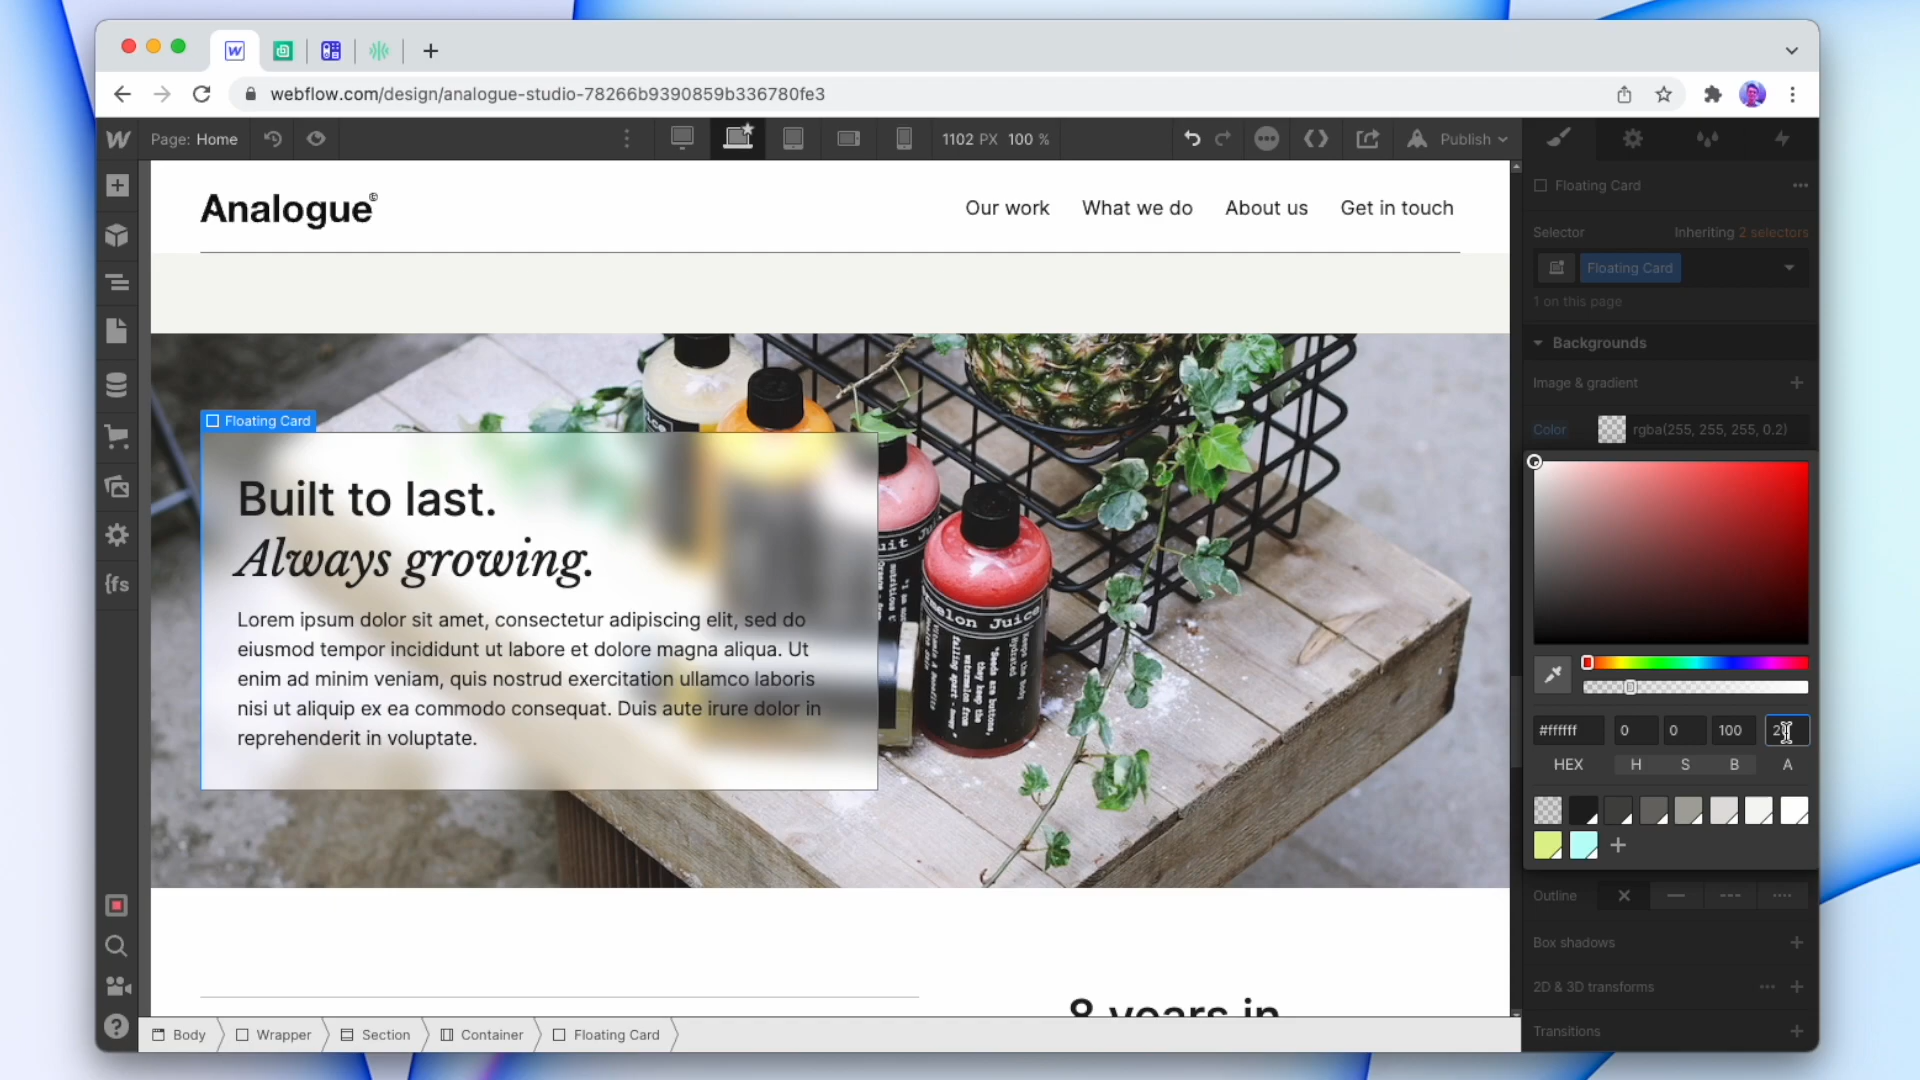 webflow.com/design/analogue-studio-78266b9390859b336780fe3
Page: Home
1102 PX 100 %
Publish
Analogue©
Our work
What we do
About us
Get in touch
Floating Card
Built to last.
Always growing.
Lorem ipsum dolor sit amet, consectetur adipiscing elit, sed do
eiusmod tempor incididunt ut labore et dolore magna aliqua. Ut
enim ad minim veniam, quis nostrud exercitation ullamco laboris
nisi ut aliquip ex ea commodo consequat. Duis aute irure dolor in
reprehenderit in voluptate.
8 years in
Body
Wrapper
Section
Container
Floating Card
Floating Card
Selector
Inheriting 2 selectors
Floating Card
1 on this page
Backgrounds
Image & gradient
Color
rgba(255, 255, 255, 0.2)
#ffffff
0
0
100
HEX
H
S
B
A
Outline
Box shadows
2D & 3D transforms
Transitions